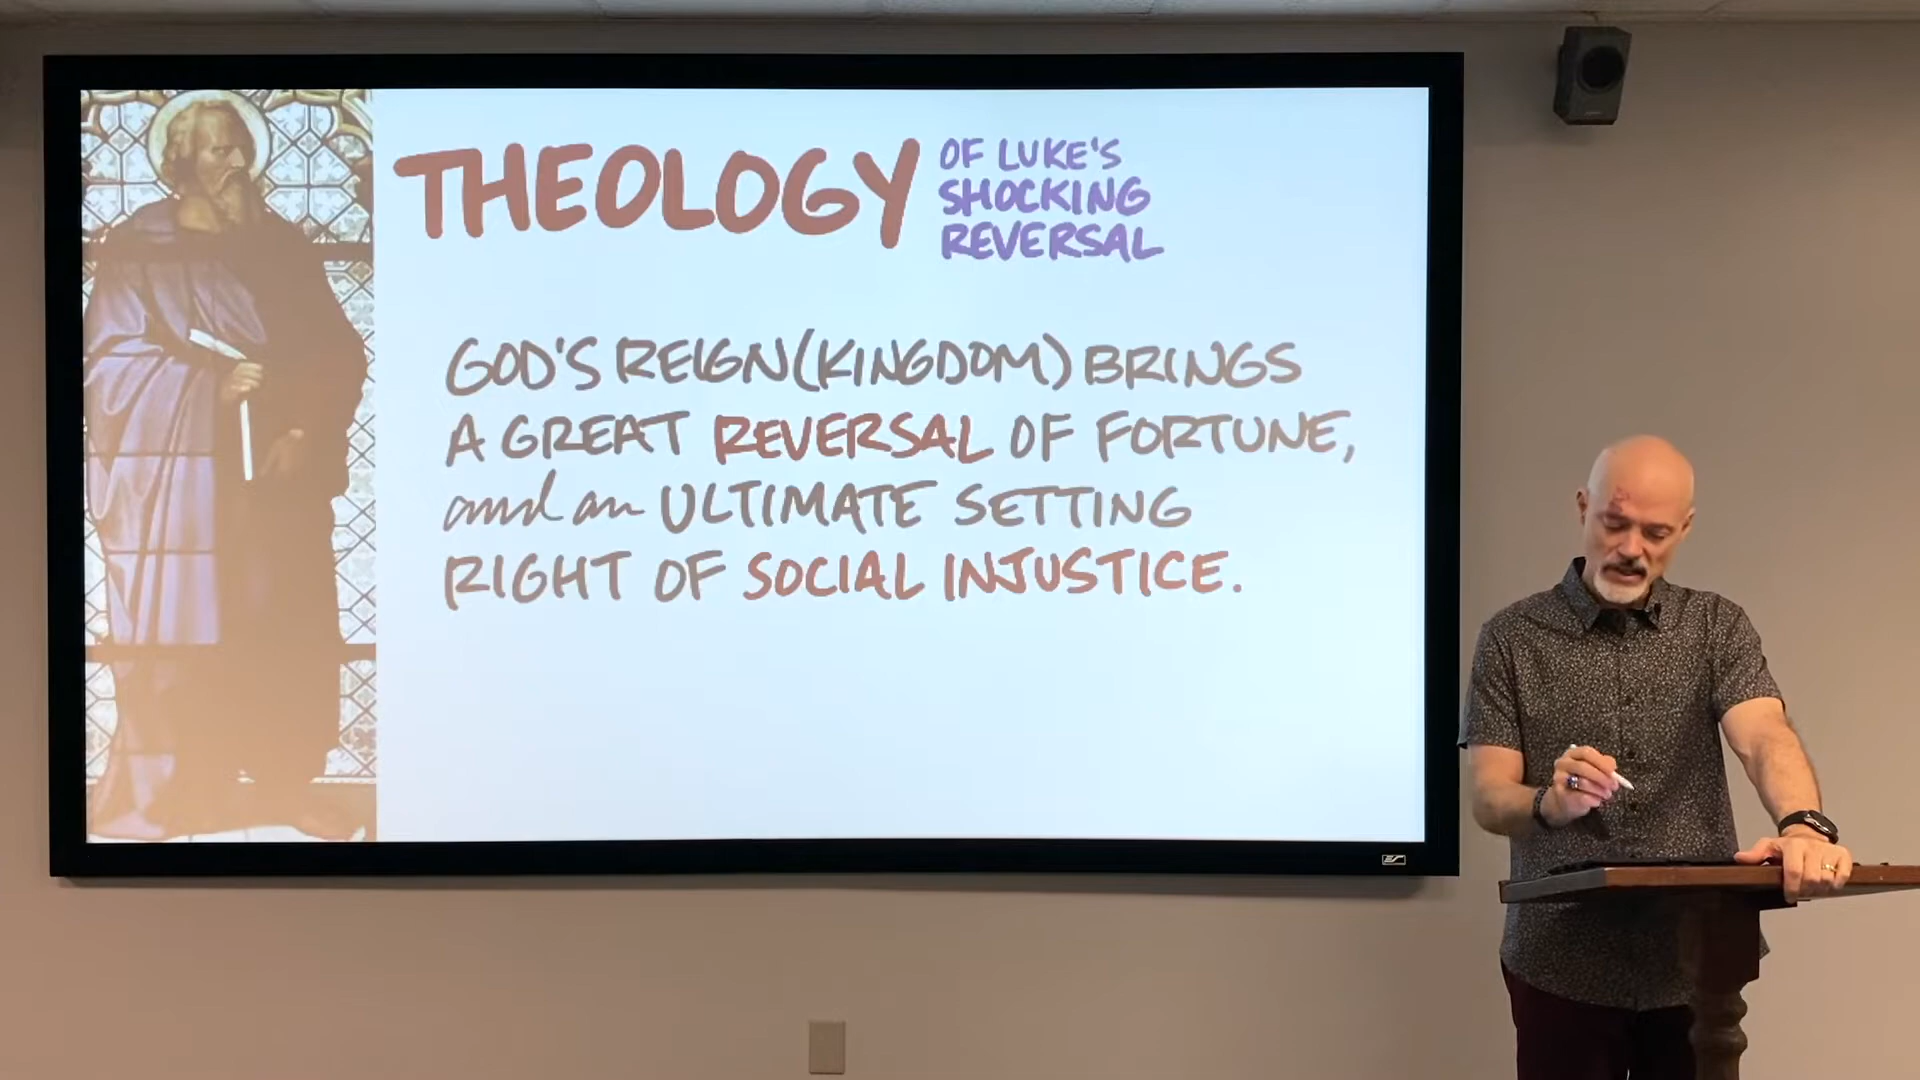 THEOLOGY
OF LUKE'S
SHOCKING
REVERSAL
GOD'S REIGN (KINGDOM) BRINGS
A GREAT REVERSAL OF FORTUNE,
and an ULTIMATE SETTING
RIGHT OF SOCIAL INJUSTICE.